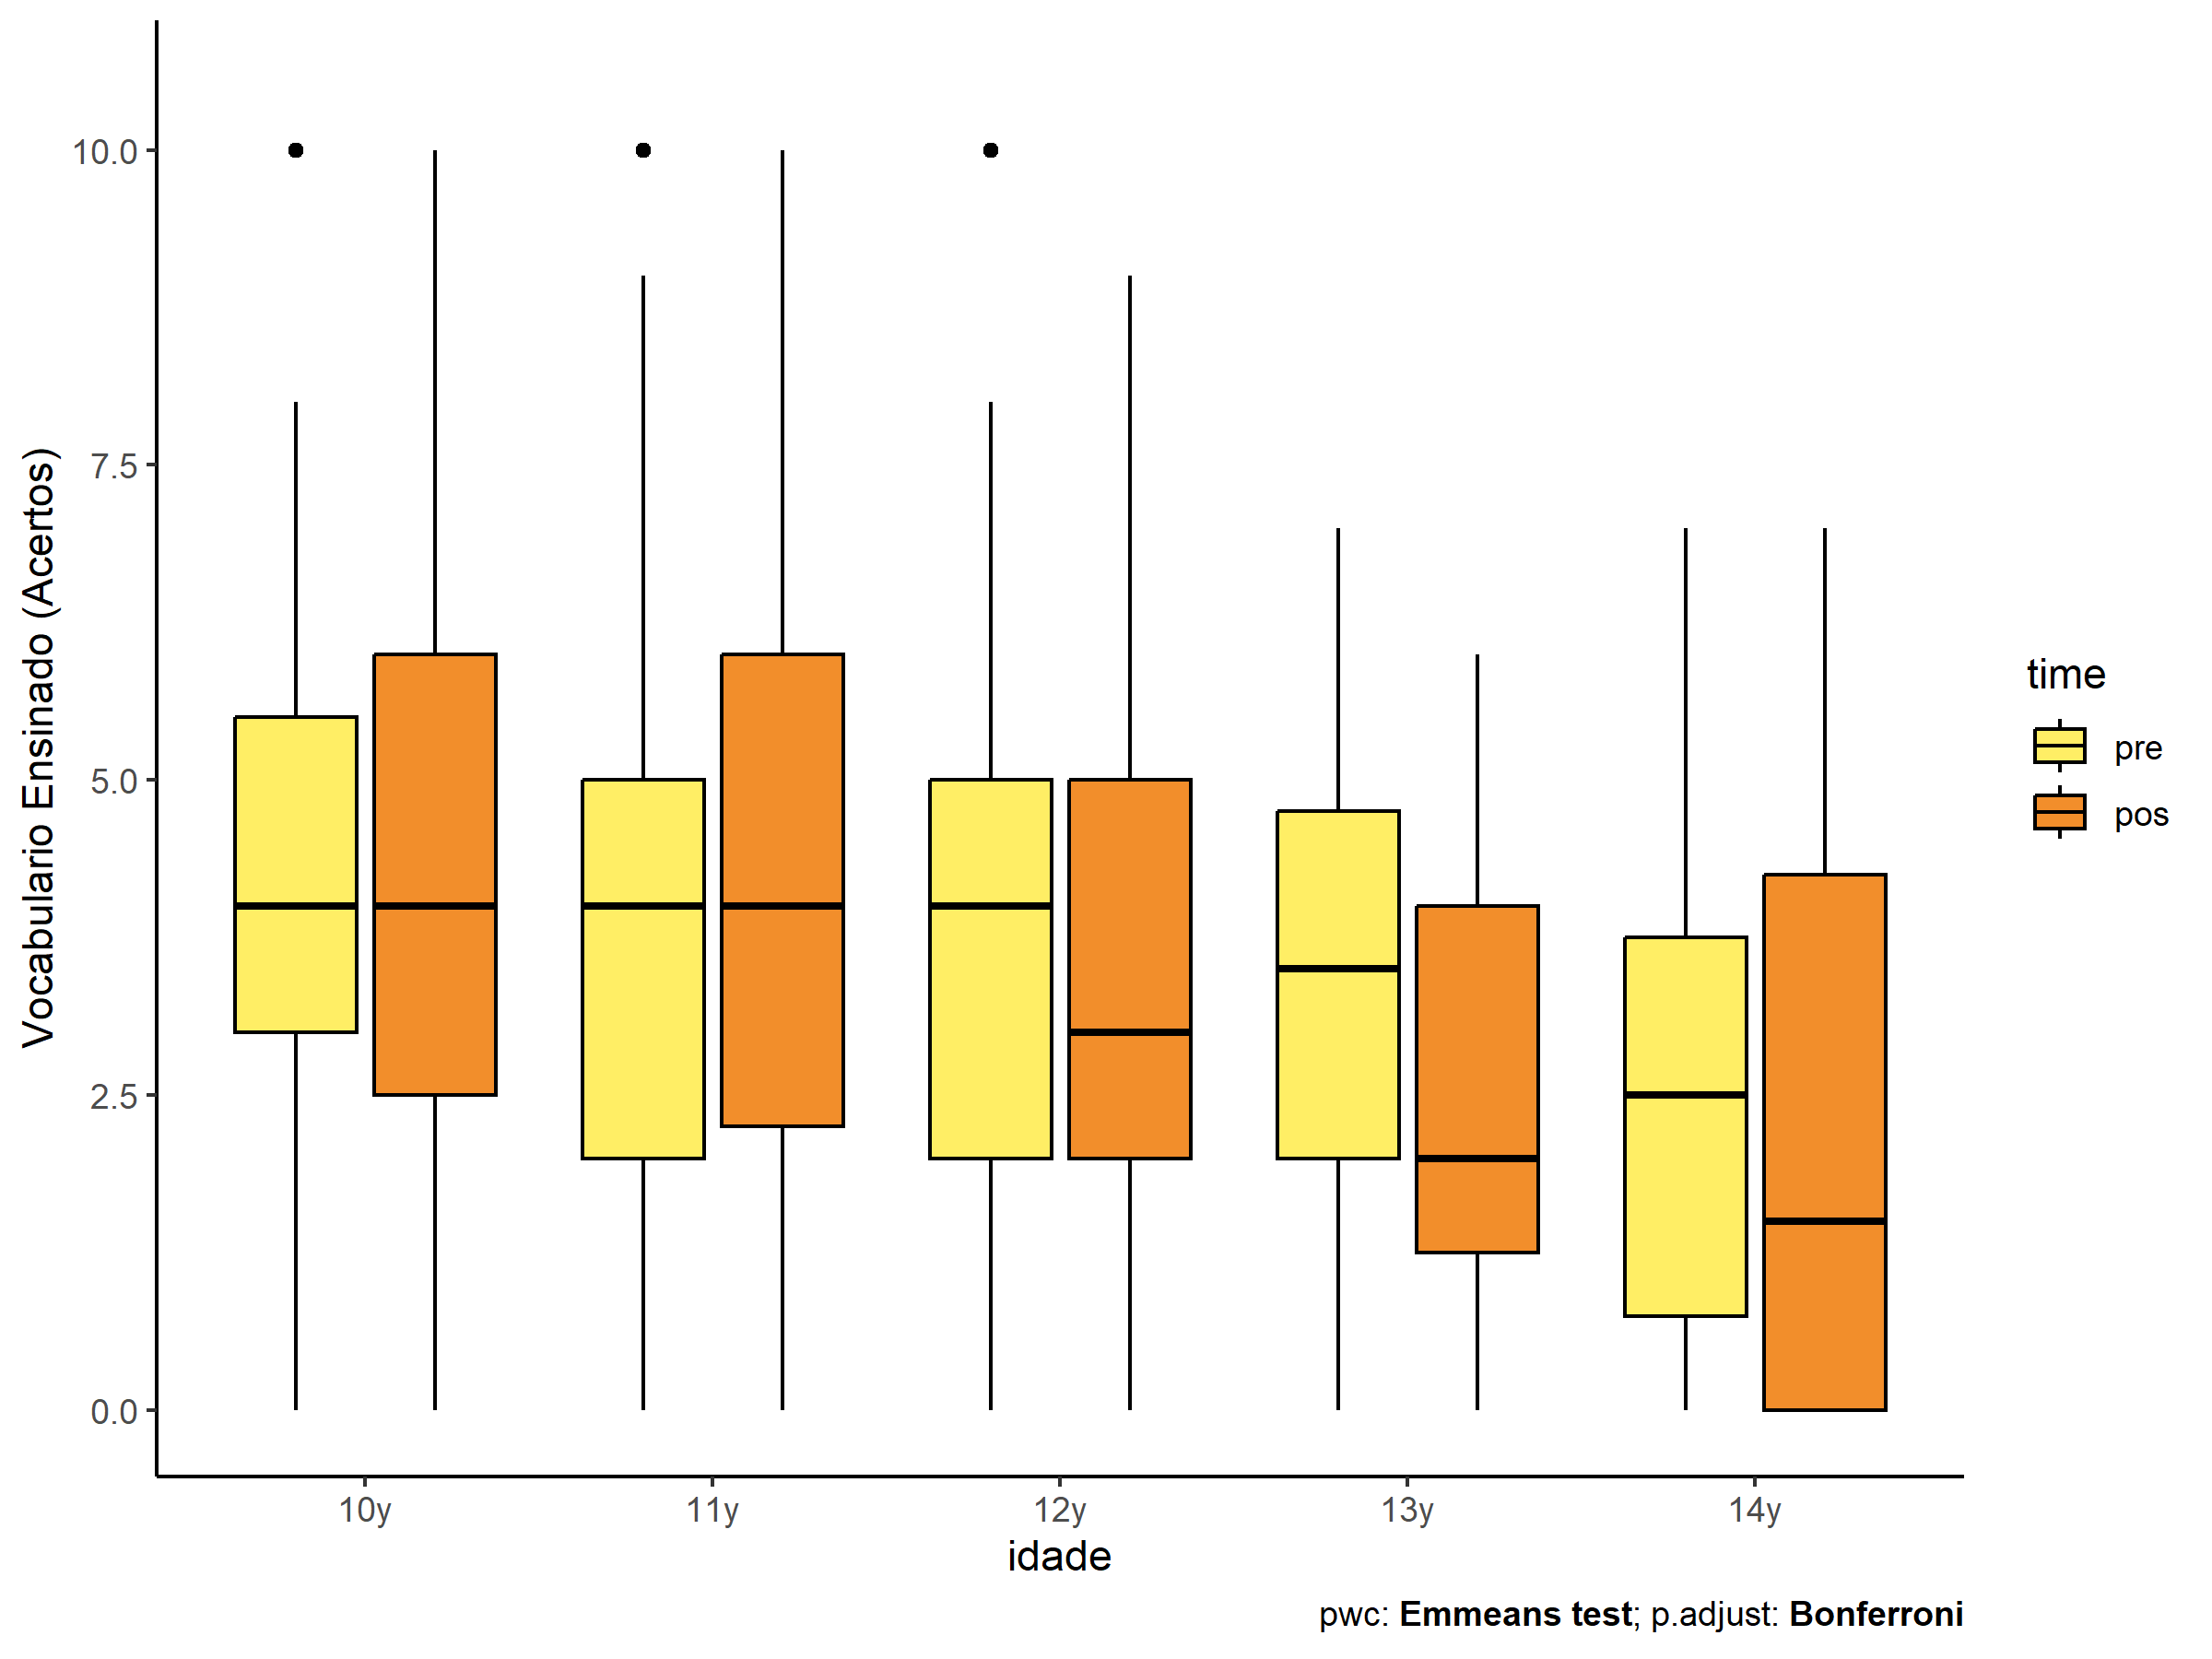 Vocabulario Ensinado (Acertos)
10.0
7.5
5.0
2.5
0.0
10y
11y
12y
13y
14y
idade
time
pre
pos
pwc: Emmeans test; p.adjust: Bonferroni